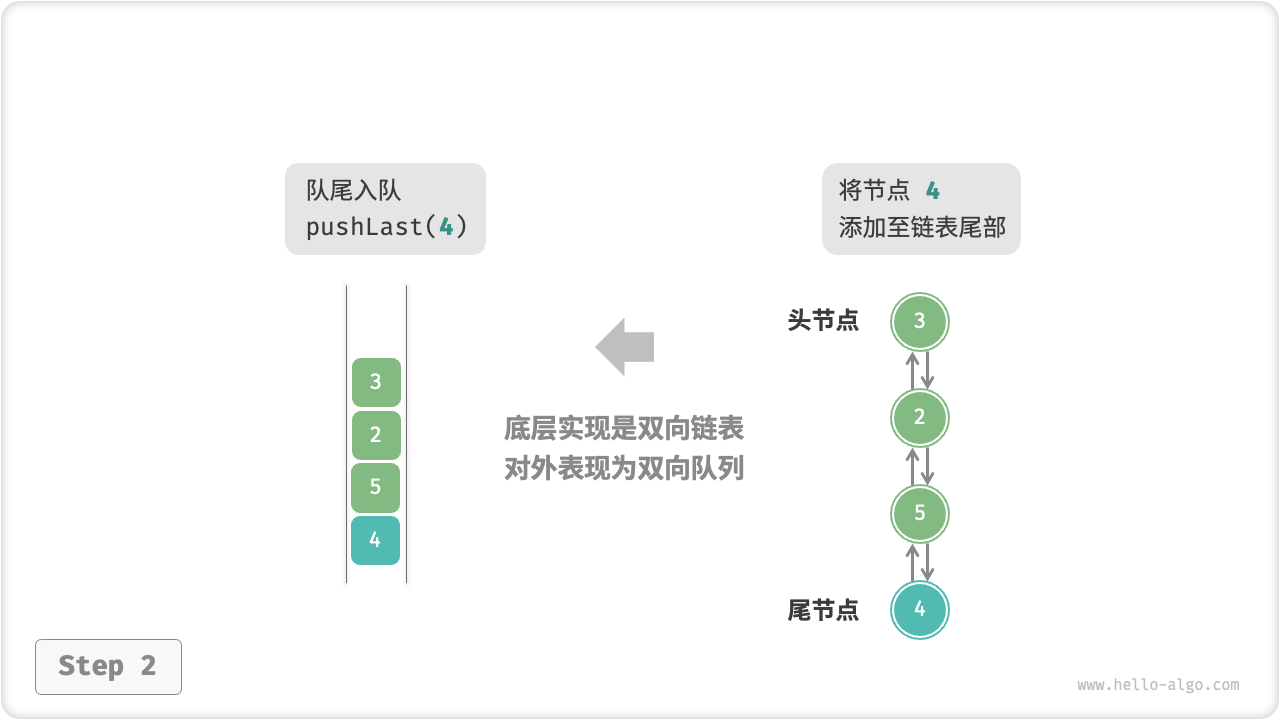 队尾入队
pushLast(4)
3
2
5
4
底层实现是双向链表
对外表现为双向队列
将节点 4
添加至链表尾部
头节点
3
2
5
尾节点
4
Step 2
www.hello-algo.com